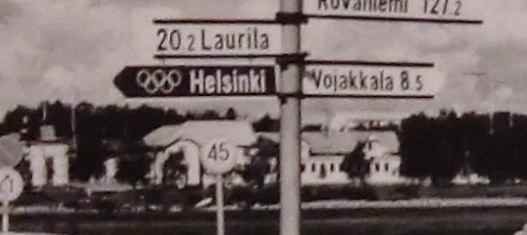 Rovaniemi 127.2
20.2 Laurila
Helsinki
Vojakkala 8.5
45